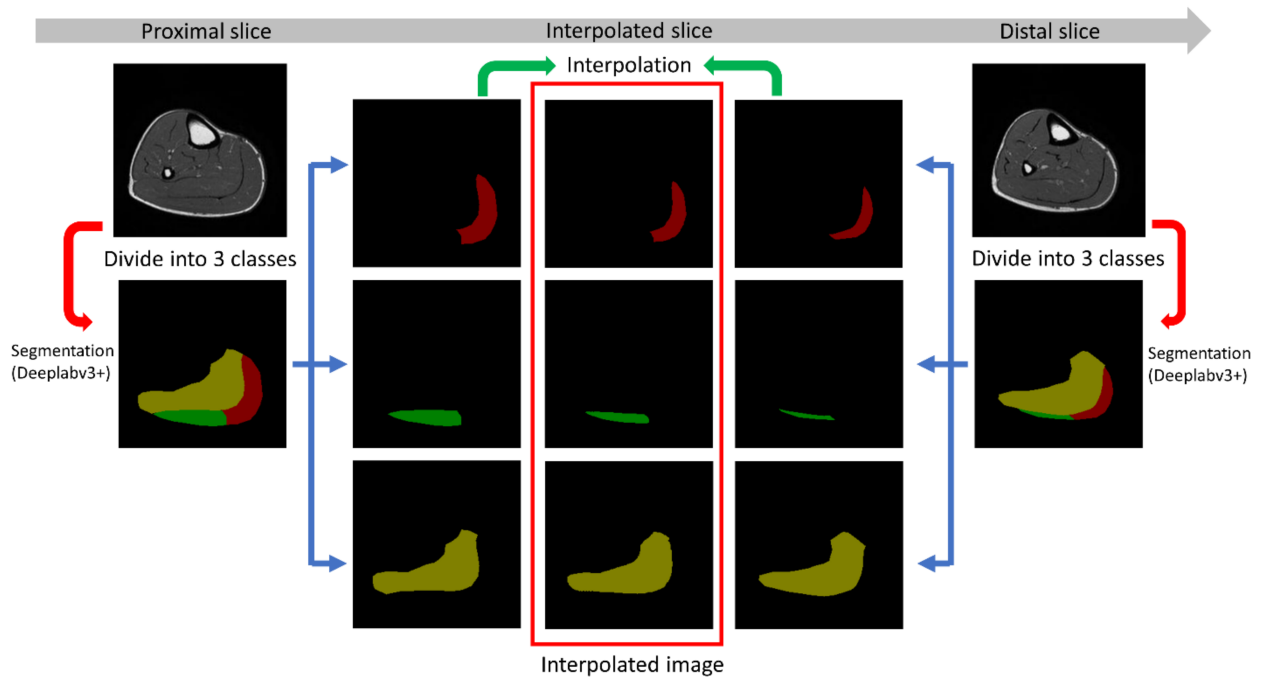 Proximal slice
Interpolated slice
Distal slice
Interpolation
Divide into 3 classes
Divide into 3 classes
Segmentation
(Deeplabv3+)
Segmentation
(Deeplabv3+)
Interpolated image